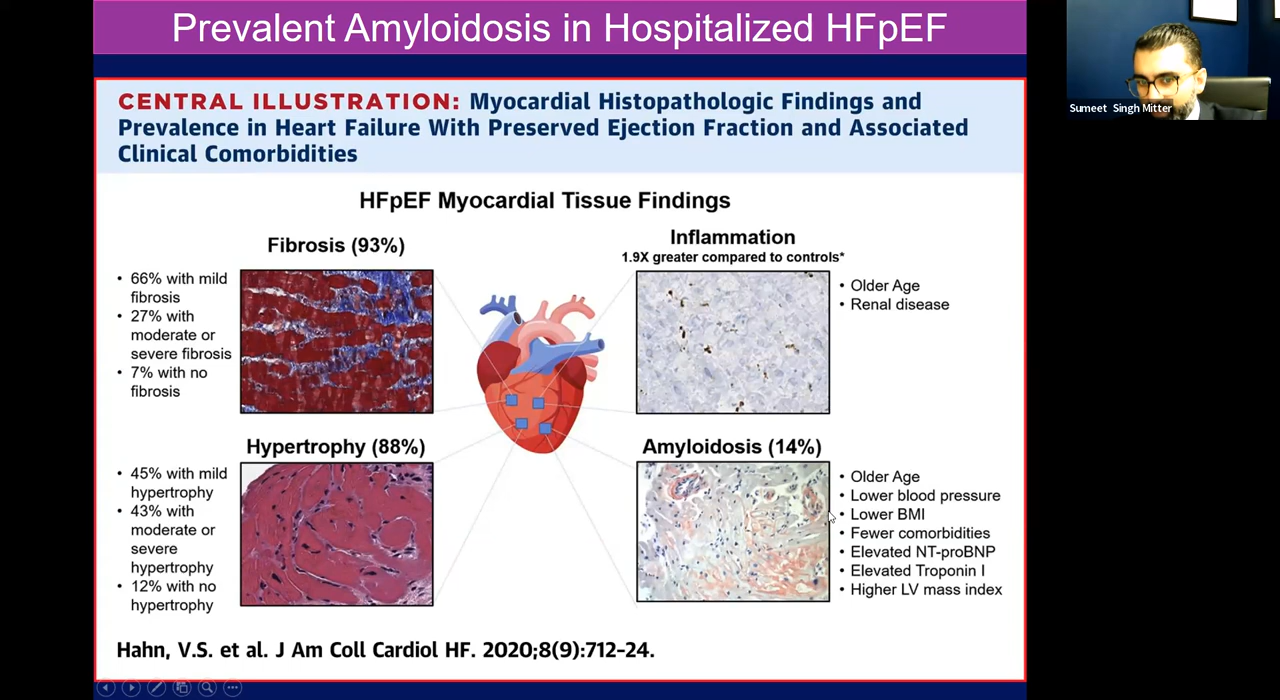 Prevalent Amyloidosis in Hospitalized HFpEF
Sumeet Singh Mitter
CENTRAL ILLUSTRATION: Myocardial Histopathologic Findings and
Prevalence in Heart Failure With Preserved Ejection Fraction and Associated
Clinical Comorbidities
HFpEF Myocardial Tissue Findings
Fibrosis (93%)
• 66% with mild
fibrosis
• 27% with
moderate or
severe fibrosis
• 7% with no
fibrosis
Inflammation
1.9X greater compared to controls*
• Older Age
• Renal disease
Hypertrophy (88%)
• 45% with mild
hypertrophy
• 43% with
moderate or
severe
hypertrophy
• 12% with no
hypertrophy
Amyloidosis (14%)
• Older Age
• Lower blood pressure
• Lower BMI
• Fewer comorbidities
• Elevated NT-proBNP
• Elevated Troponin I
• Higher LV mass index
Hahn, V.S. et al. J Am Coll Cardiol HF. 2020;8(9):712–24.